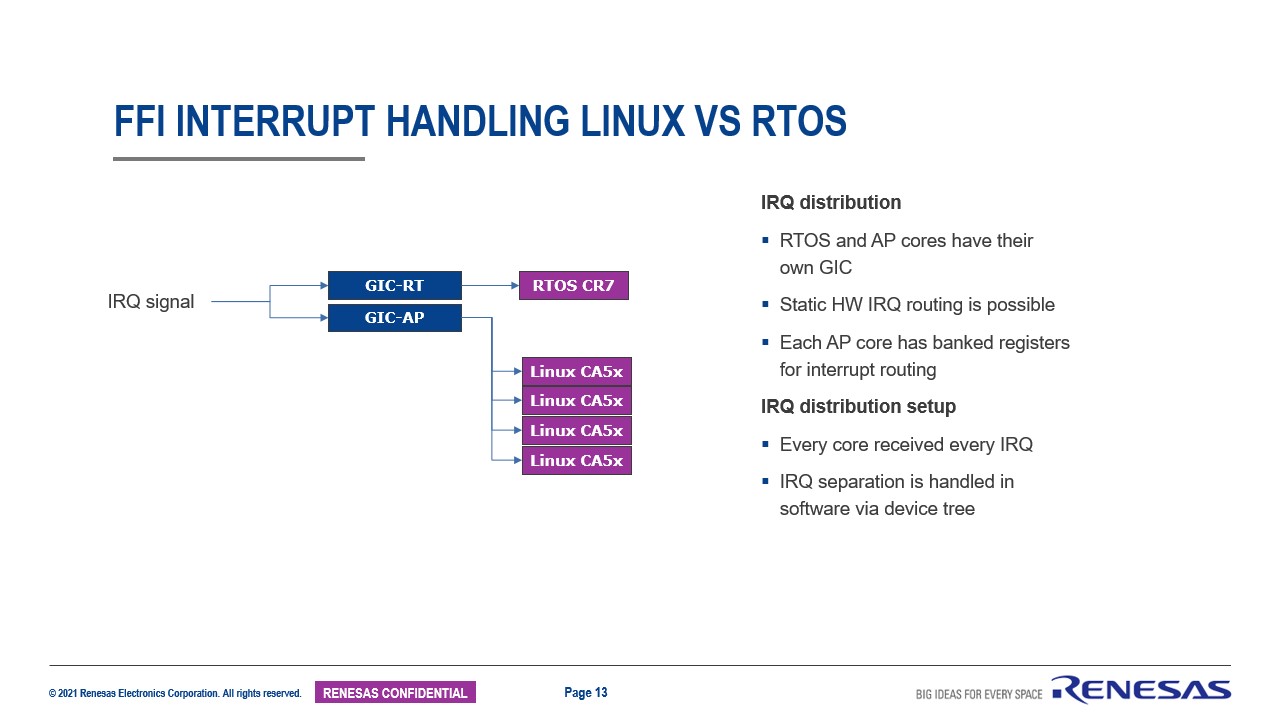 FFI INTERRUPT HANDLING LINUX VS RTOS
IRQ signal
GIC-RT
GIC-AP
RTOS CR7
Linux CA5x
Linux CA5x
Linux CA5x
Linux CA5x
IRQ distribution
▪ RTOS and AP cores have their
own GIC
▪ Static HW IRQ routing is possible
▪ Each AP core has banked registers
for interrupt routing
IRQ distribution setup
▪ Every core received every IRQ
▪ IRQ separation is handled in
software via device tree
© 2021 Renesas Electronics Corporation. All rights reserved.
RENESAS CONFIDENTIAL
Page 13
BIG IDEAS FOR EVERY SPACE
RENESAS